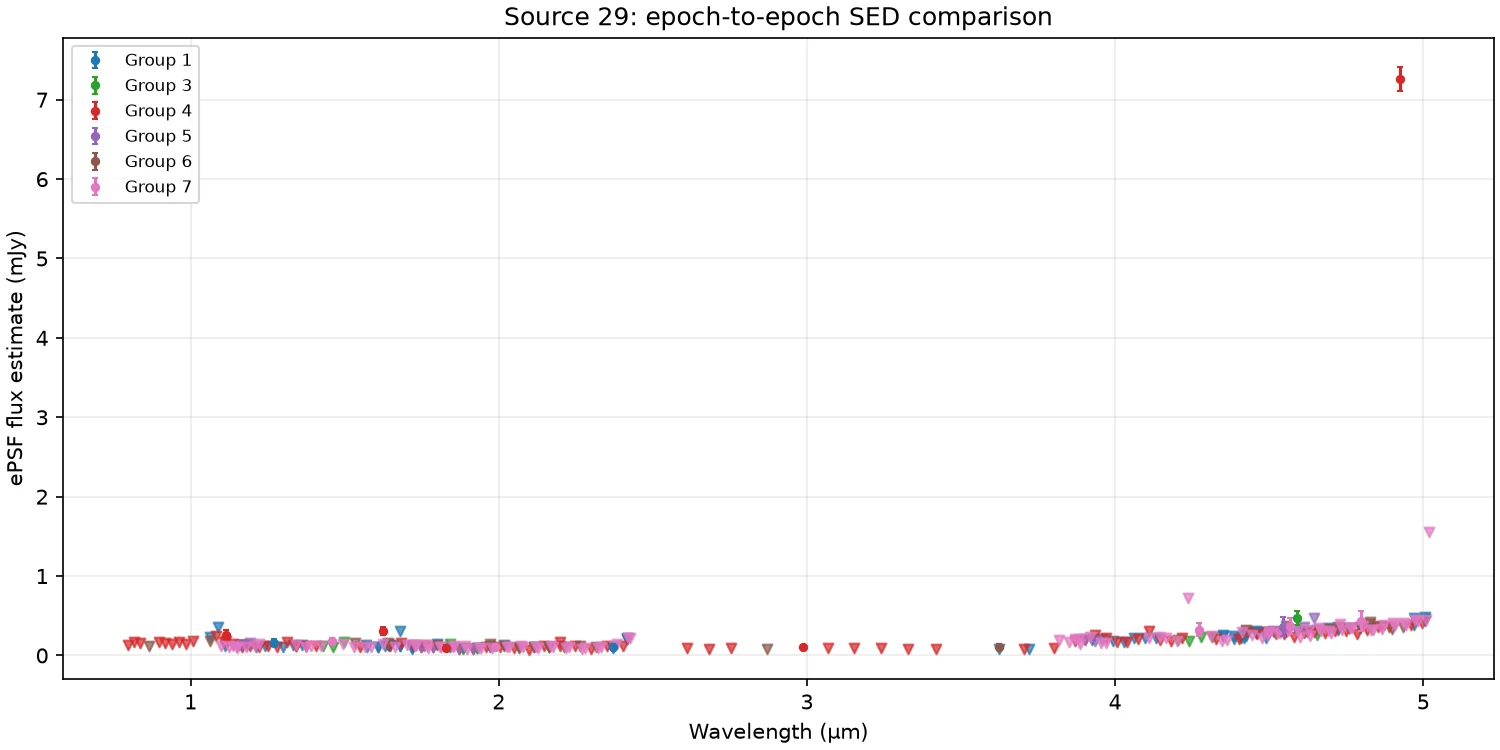 Source 29: epoch-to-epoch SED comparison
Group 1
Group 3
Group 4
Group 5
Group 6
Group 7
ePSF flux estimate (mJy)
7
6
5
4
3
2
1
0
1 2 3 4 5
Wavelength (µm)